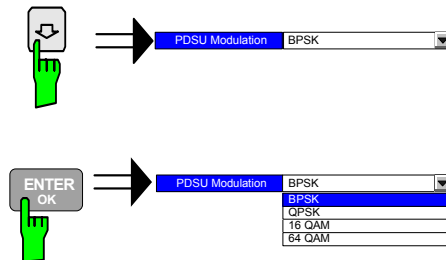 PDSU Modulation BPSK
ENTER
OK
PDSU Modulation BPSK
BPSK
QPSK
16 QAM
64 QAM